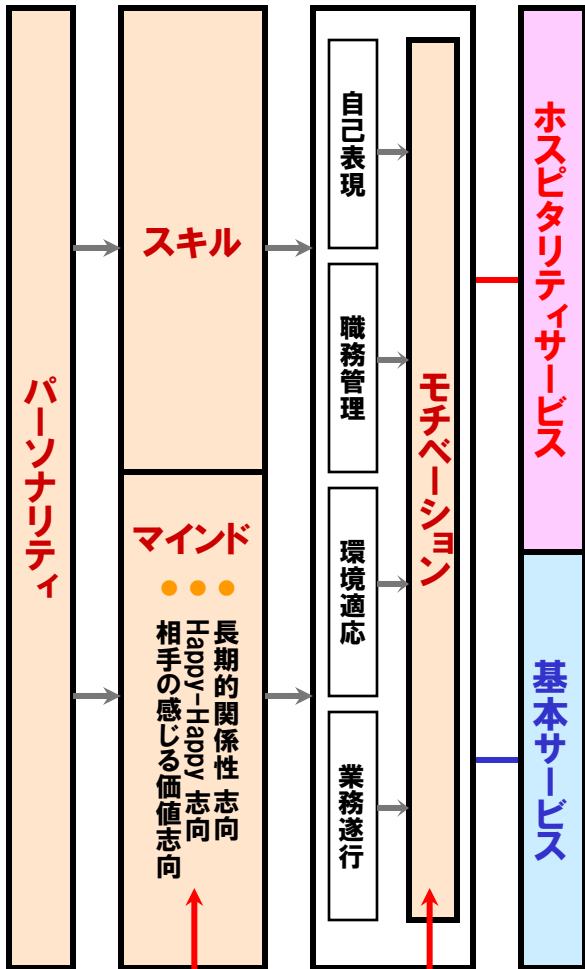 パーソナリティ
スキル
マインド
●●●
長期的関係性 志向
Happy-Happy 志向
相手の感じる価値志向
自己表現
職務管理
環境適応
業務遂行
モチベーション
ホスピタリティサービス
基本サービス